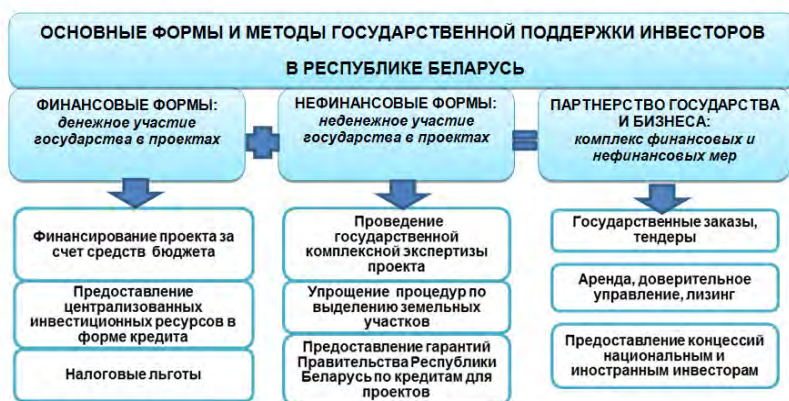 ОСНОВНЫЕ ФОРМЫ И МЕТОДЫ ГОСУДАРСТВЕННОЙ ПОДДЕРЖКИ ИНВЕСТОРОВ
В РЕСПУБЛИКЕ БЕЛАРУСЬ
ФИНАНСОВЫЕ ФОРМЫ:
денежное участие
государства в проектах
НЕФИНАНСОВЫЕ ФОРМЫ:
неденежное участие
государства в проектах
ПАРТНЕРСТВО ГОСУДАРСТВА
И БИЗНЕСА:
комплекс финансовых и
нефинансовых мер
Финансирование проекта за
счет средств бюджета
Предоставление
централизованных
инвестиционных ресурсов в
форме кредита
Налоговые льготы
Проведение
государственной
комплексной экспертизы
проекта
Упрощение процедур по
выделению земельных
участков
Предоставление гарантий
Правительства Республики
Беларусь по кредитам для
проектов
Государственные заказы,
тендеры
Аренда, доверительное
управление, лизинг
Предоставление концессий
национальным и
иностранным инвесторам